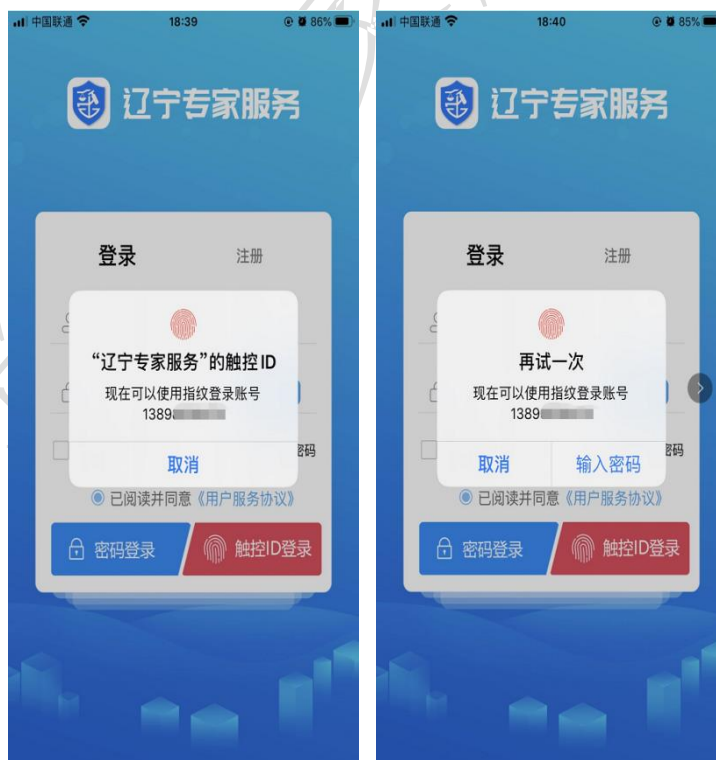 中国联通 18:39 86%
辽宁专家服务
登录 注册
“辽宁专家服务”的触控 ID
现在可以使用指纹登录账号
1389
取消
密码
已阅读并同意《用户服务协议》
密码登录 触控ID登录
中国联通 18:40 85%
辽宁专家服务
登录 注册
再试一次
现在可以使用指纹登录账号
1389
取消 输入密码
密码
已阅读并同意《用户服务协议》
密码登录 触控ID登录